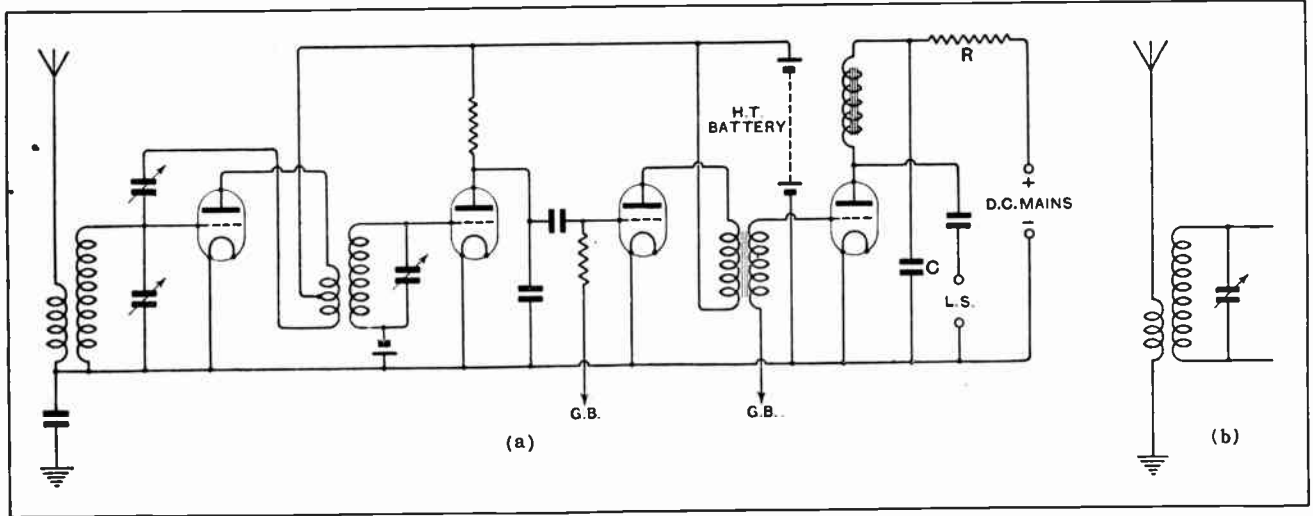 H.T.
BATTERY
R
+
D.C. MAINS
−
C
L.S.
G.B.
G.B.
(a)
(b)